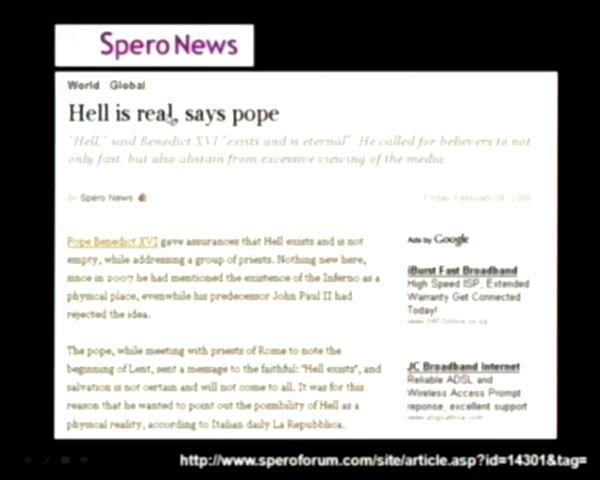 Spero News
World Global
Hell is real, says pope
"Hell," said Benedict XVI "exists and is eternal". He called for believers to not
only fast, but also abstain from excessive viewing of the media
By Spero News
Friday, February 08, 2008
Pope Benedict XVI gave assurances that Hell exists and is not
empty, while addressing a group of priests. Nothing new here,
since in 2007 he had mentioned the existence of the Inferno as a
physical place, evenwhile his predecessor John Paul II had
rejected the idea.
The pope, while meeting with priests of Rome to note the
beginning of Lent, sent a message to the faithful: "Hell exists", and
salvation is not certain and will not come to all. It was for this
reason that he wanted to point out the possibility of Hell as a
physical reality, according to Italian daily La Repubblica.
Ads by Google
iBurst Fast Broadband
High Speed ISP, Extended
Warranty Get Connected
Today!
JC Broadband Internet
Reliable ADSL and
Wireless Access Prompt
reponse, excellent support
http://www.speroforum.com/site/article.asp?id=14301&tag=